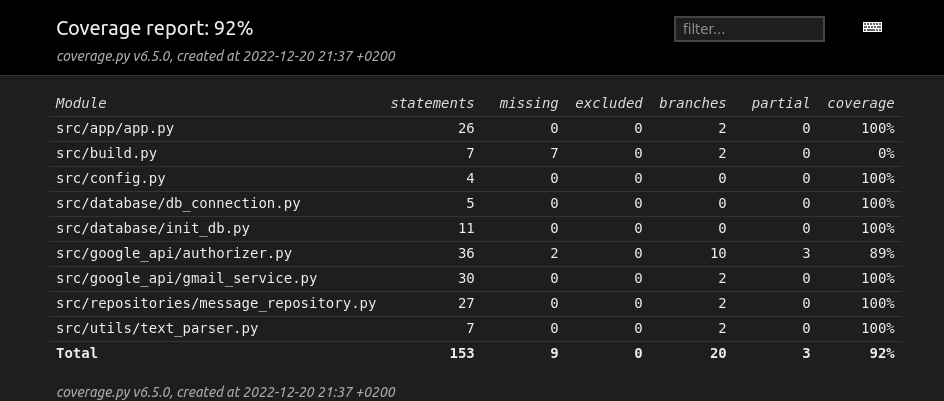 Coverage report: 92%
filter...
coverage.py v6.5.0, created at 2022-12-20 21:37 +0200
Module statements missing excluded branches partial coverage
src/app/app.py 26 0 0 2 0 100%
src/build.py 7 7 0 2 0 0%
src/config.py 4 0 0 0 0 100%
src/database/db_connection.py 5 0 0 0 0 100%
src/database/init_db.py 11 0 0 0 0 100%
src/google_api/authorizer.py 36 2 0 10 3 89%
src/google_api/gmail_service.py 30 0 0 2 0 100%
src/repositories/message_repository.py 27 0 0 2 0 100%
src/utils/text_parser.py 7 0 0 2 0 100%
Total 153 9 0 20 3 92%
coverage.py v6.5.0, created at 2022-12-20 21:37 +0200